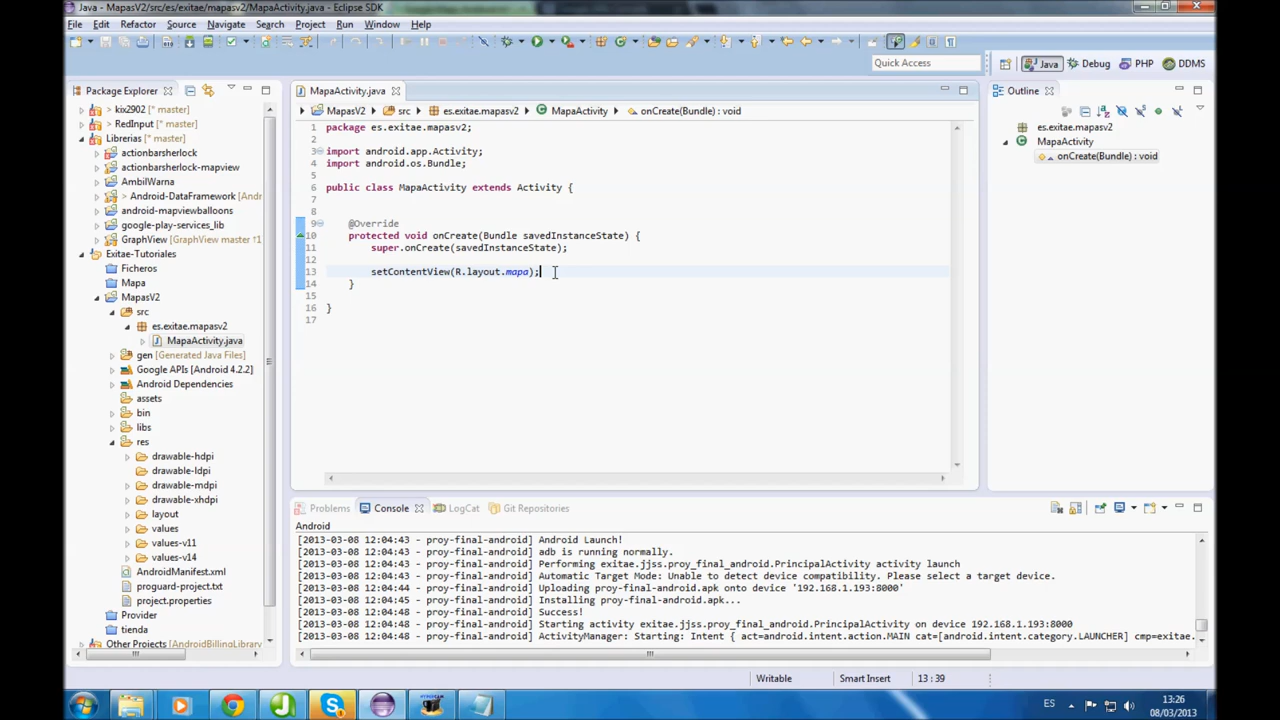 Java - MapasV2/src/es/exitae/mapasv2/MapaActivity.java - Eclipse SDK
File Edit Refactor Source Navigate Search Project Run Window Help
Quick Access
Java Debug PHP DDMS
Package Explorer
kix2902 [* master]
RedInput [* master]
Librerias [* master]
actionbarsherlock
actionbarsherlock-mapview
AmbilWarna
> Android-DataFramework [Andr
android-mapviewballoons
google-play-services_lib
GraphView [GraphView master ↑1
Exitae-Tutoriales
Ficheros
Mapa
MapasV2
src
es.exitae.mapasv2
MapaActivity.java
gen [Generated Java Files]
Google APIs [Android 4.2.2]
Android Dependencies
assets
bin
libs
res
drawable-hdpi
drawable-ldpi
drawable-mdpi
drawable-xhdpi
layout
values
values-v11
values-v14
AndroidManifest.xml
proguard-project.txt
project.properties
Provider
tienda
Other Projects [AndroidBillingLibrary]
MapaActivity.java
MapasV2 src es.exitae.mapasv2 MapaActivity onCreate(Bundle) : void
1 package es.exitae.mapasv2;
2
3 import android.app.Activity;
4 import android.os.Bundle;
5
6 public class MapaActivity extends Activity {
7
8
9 @Override
10 protected void onCreate(Bundle savedInstanceState) {
11 super.onCreate(savedInstanceState);
12
13 setContentView(R.layout.mapa);
14 }
15
16 }
17
Outline
es.exitae.mapasv2
MapaActivity
onCreate(Bundle) : void
Problems Console LogCat Git Repositories
Android
[2013-03-08 12:04:43 - proy-final-android] Android Launch!
[2013-03-08 12:04:43 - proy-final-android] adb is running normally.
[2013-03-08 12:04:43 - proy-final-android] Performing exitae.jjss.proy_final_android.PrincipalActivity activity launch
[2013-03-08 12:04:43 - proy-final-android] Automatic Target Mode: Unable to detect device compatibility. Please select a target device.
[2013-03-08 12:04:44 - proy-final-android] Uploading proy-final-android.apk onto device '192.168.1.193:8000'
[2013-03-08 12:04:45 - proy-final-android] Installing proy-final-android.apk...
[2013-03-08 12:04:48 - proy-final-android] Success!
[2013-03-08 12:04:48 - proy-final-android] Starting activity exitae.jjss.proy_final_android.PrincipalActivity on device 192.168.1.193:8000
[2013-03-08 12:04:48 - proy-final-android] ActivityManager: Starting: Intent { act=android.intent.action.MAIN cat=[android.intent.category.LAUNCHER] cmp=exitae.
Writable Smart Insert 13 : 39
ES
13:26
08/03/2013